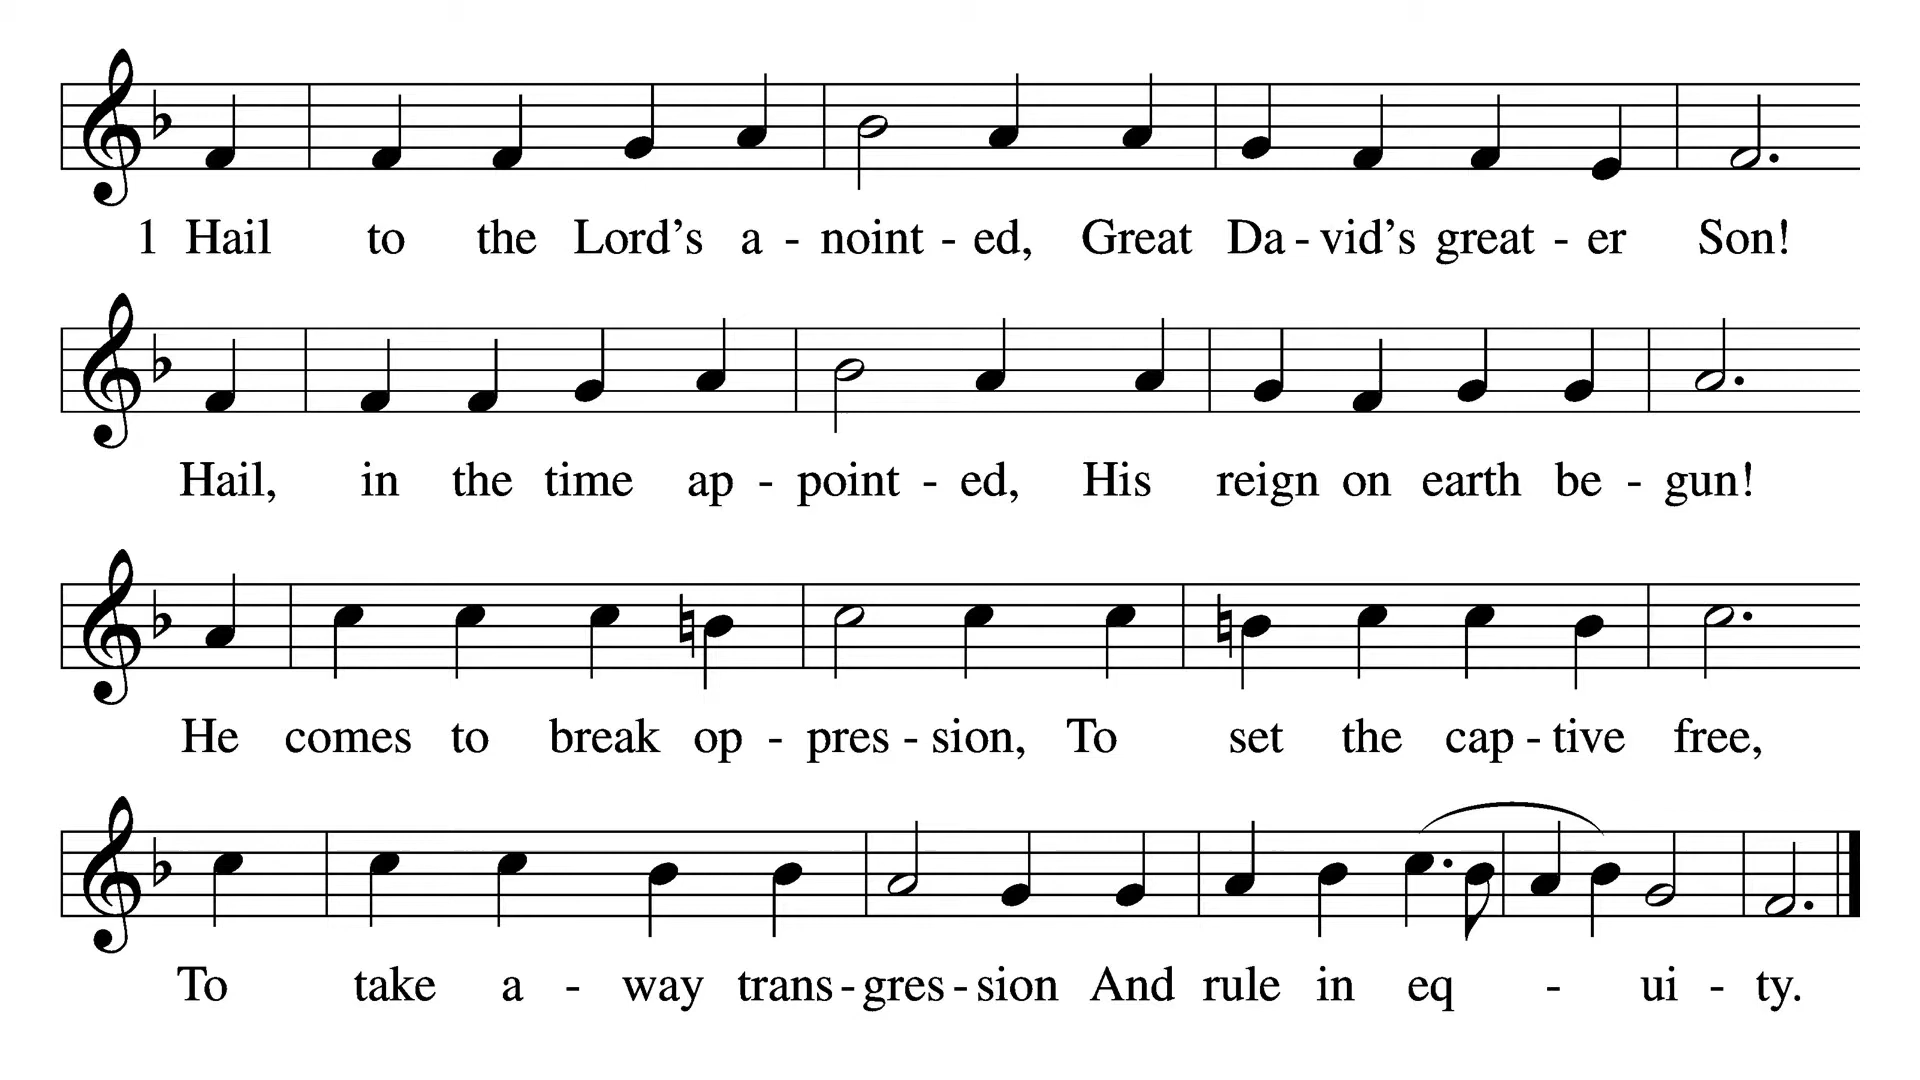 1 Hail to the Lord’s a - noint - ed, Great Da - vid’s great - er Son!
Hail, in the time ap - point - ed, His reign on earth be - gun!
He comes to break op - pres - sion, To set the cap - tive free,
To take a - way trans - gres - sion And rule in eq - ui - ty.